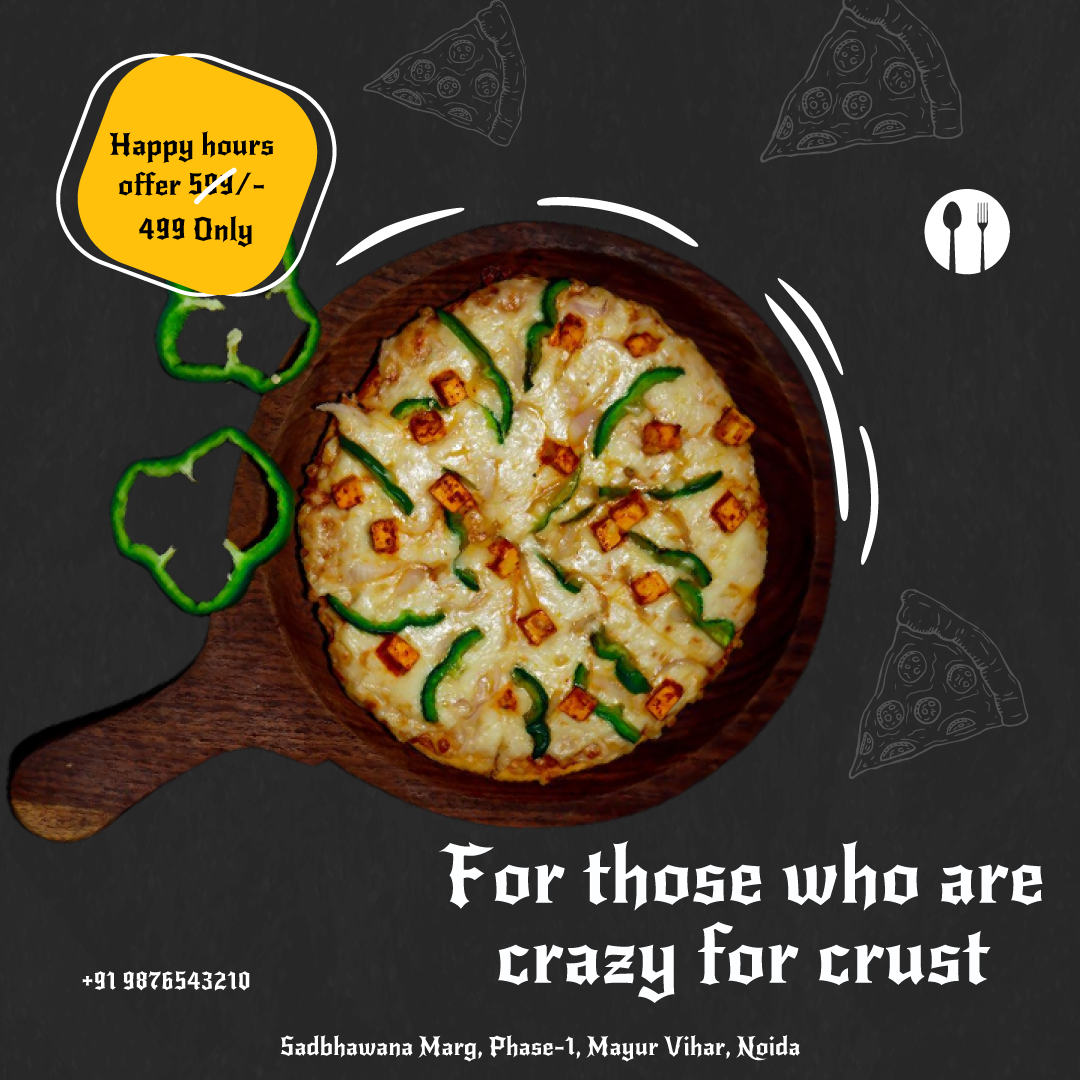 Happy hours
offer 599/-
499 Only
For those who are
crazy for crust
+91 9876543210
Sadbhawana Marg, Phase-1, Mayur Vihar, Noida